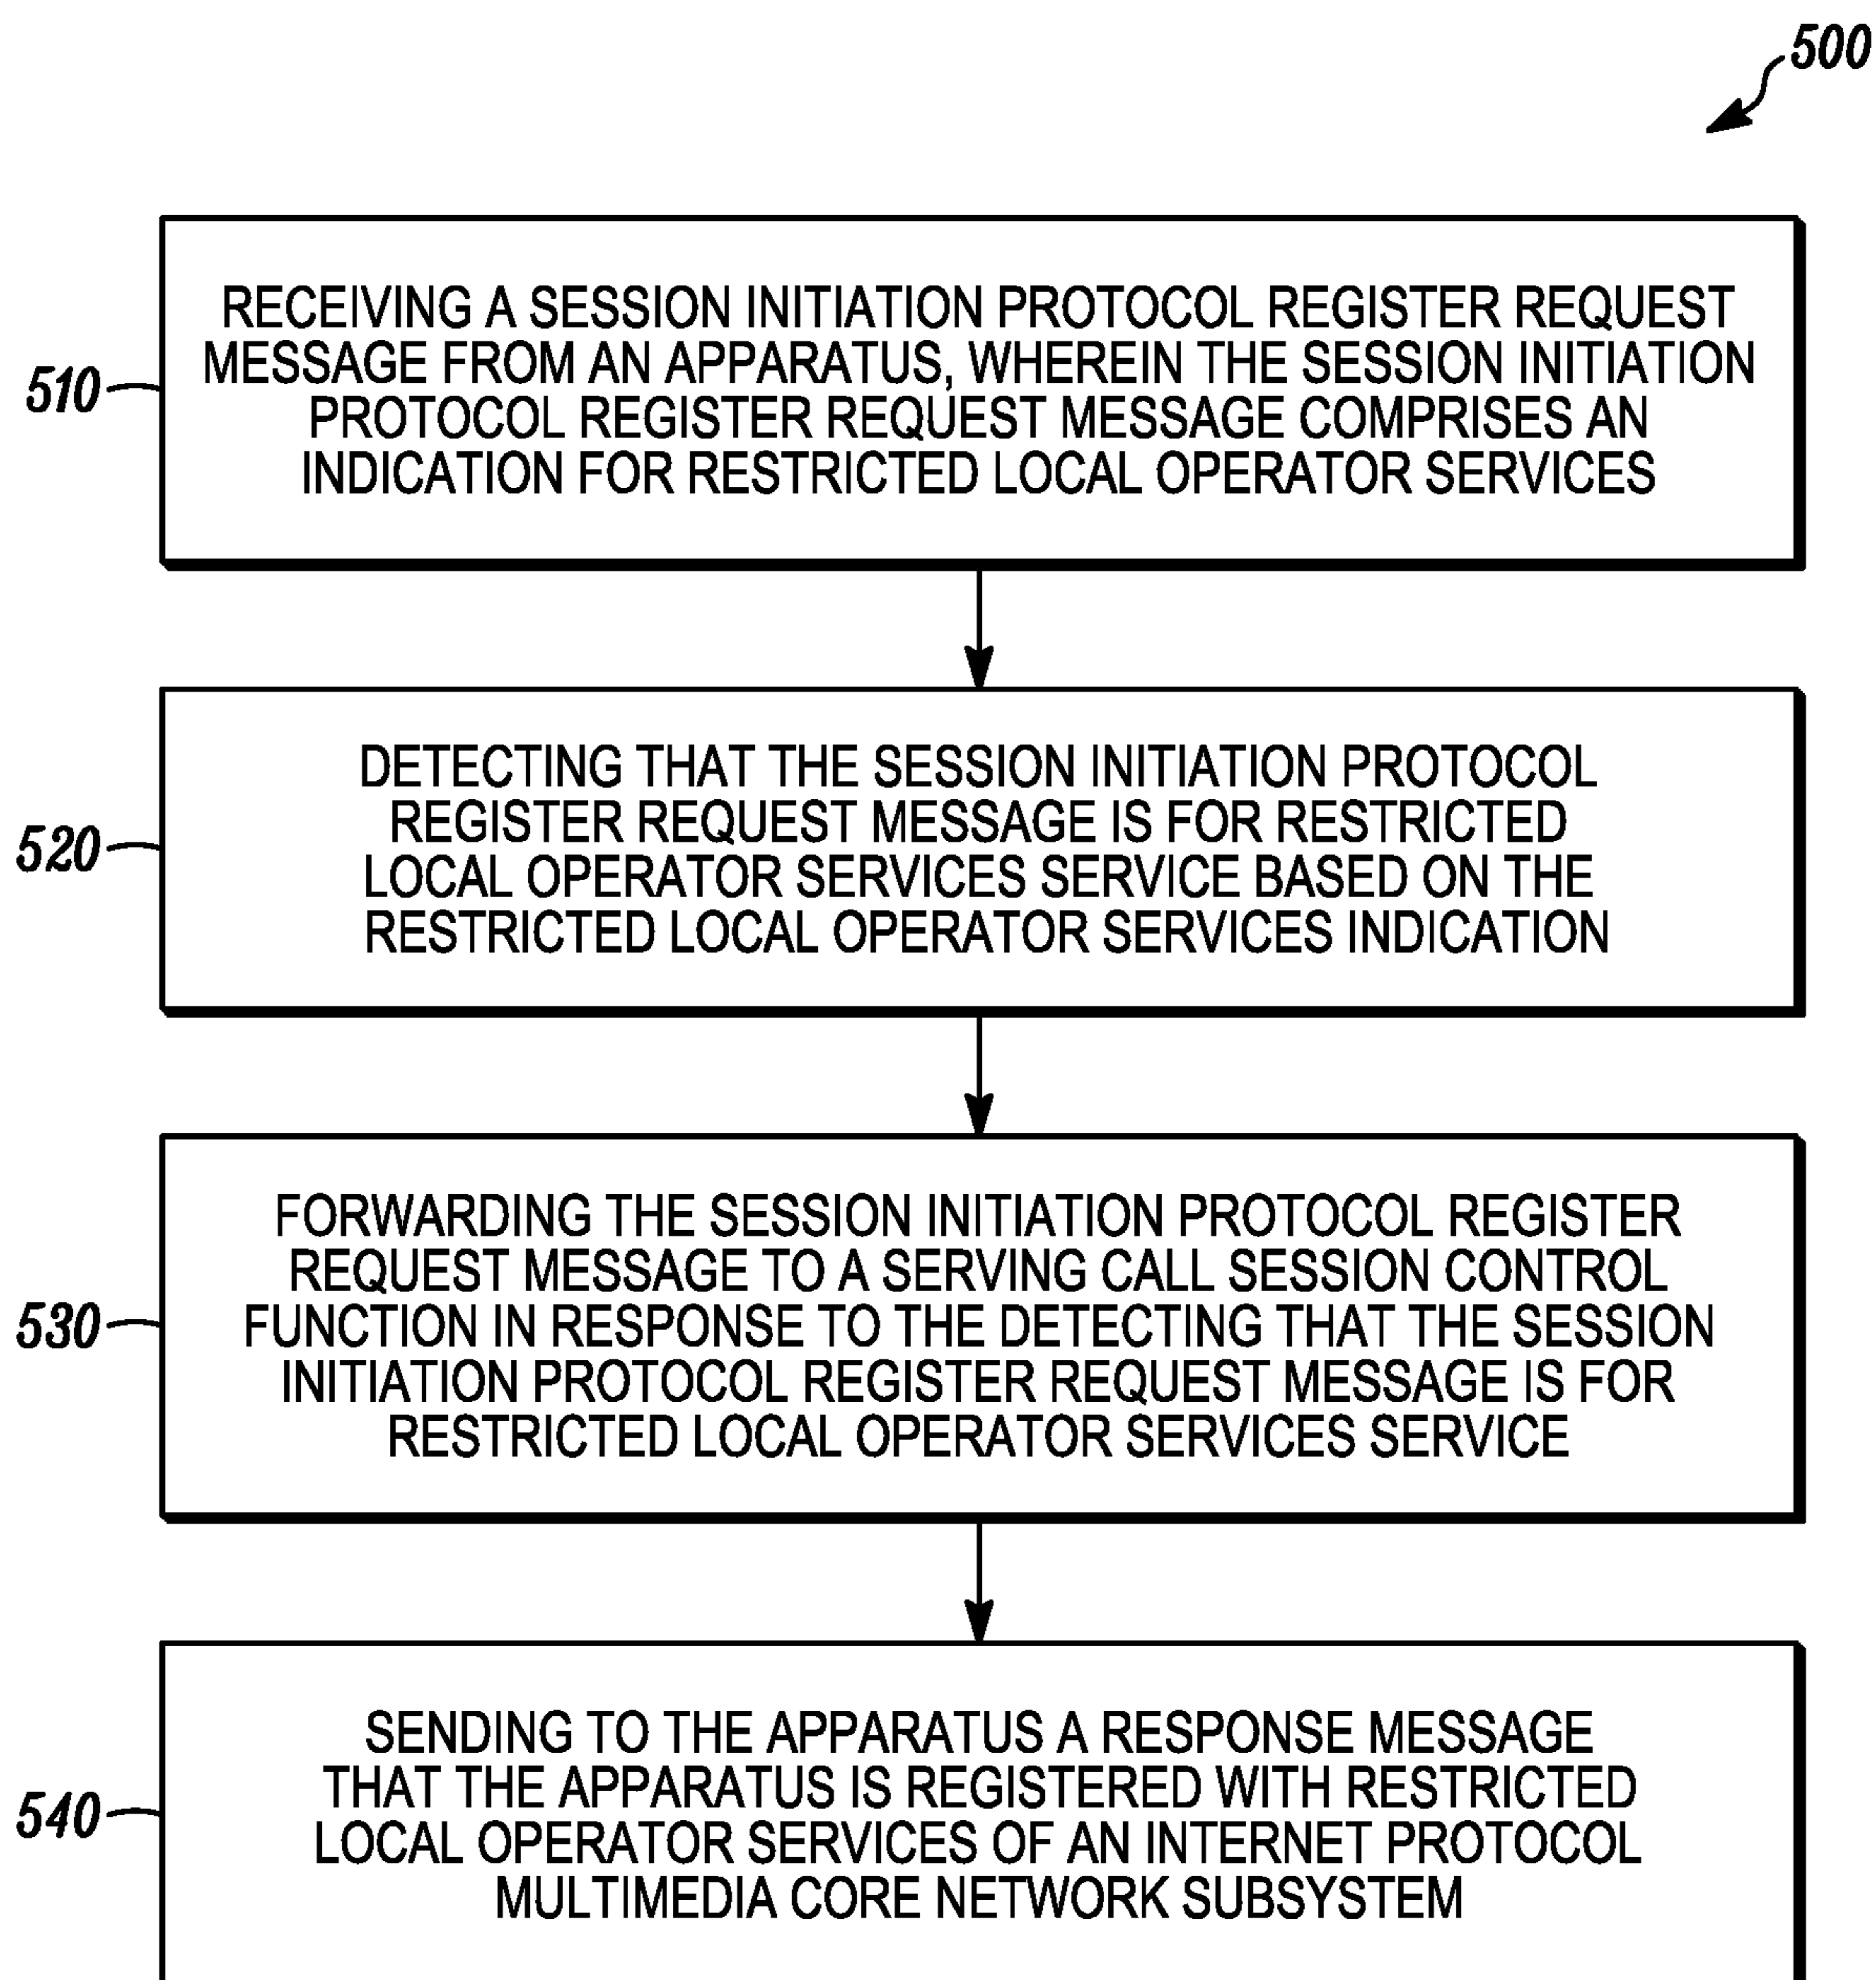 500
RECEIVING A SESSION INITIATION PROTOCOL REGISTER REQUEST
MESSAGE FROM AN APPARATUS, WHEREIN THE SESSION INITIATION
PROTOCOL REGISTER REQUEST MESSAGE COMPRISES AN
INDICATION FOR RESTRICTED LOCAL OPERATOR SERVICES
510
DETECTING THAT THE SESSION INITIATION PROTOCOL
REGISTER REQUEST MESSAGE IS FOR RESTRICTED
LOCAL OPERATOR SERVICES SERVICE BASED ON THE
RESTRICTED LOCAL OPERATOR SERVICES INDICATION
520
FORWARDING THE SESSION INITIATION PROTOCOL REGISTER
REQUEST MESSAGE TO A SERVING CALL SESSION CONTROL
FUNCTION IN RESPONSE TO THE DETECTING THAT THE SESSION
INITIATION PROTOCOL REGISTER REQUEST MESSAGE IS FOR
RESTRICTED LOCAL OPERATOR SERVICES SERVICE
530
SENDING TO THE APPARATUS A RESPONSE MESSAGE
THAT THE APPARATUS IS REGISTERED WITH RESTRICTED
LOCAL OPERATOR SERVICES OF AN INTERNET PROTOCOL
MULTIMEDIA CORE NETWORK SUBSYSTEM
540